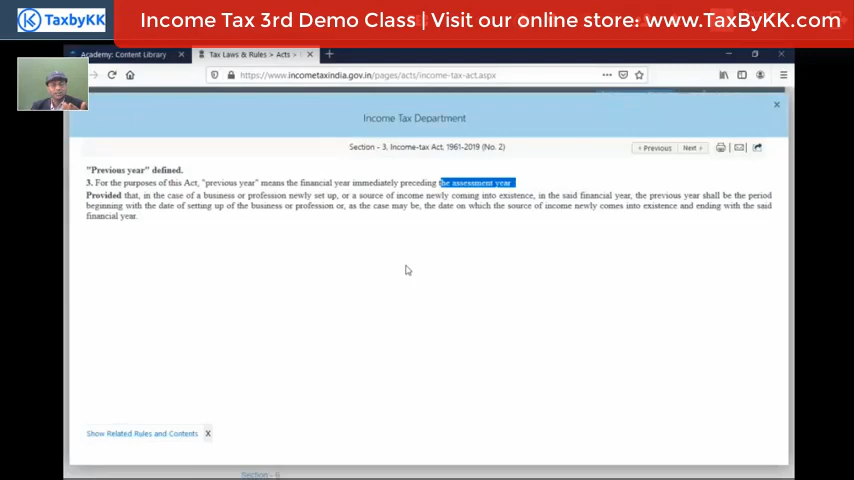 TaxbyKK
Income Tax 3rd Demo Class | Visit our online store: www.TaxByKK.com
Academy: Content Library
Tax Laws & Rules > Acts >
https://www.incometaxindia.gov.in/pages/acts/income-tax-act.aspx
Income Tax Department
Section - 3, Income-tax Act, 1961-2019 (No. 2)
Previous
Next
"Previous year" defined.
3. For the purposes of this Act, "previous year" means the financial year immediately preceding the assessment year :
Provided that, in the case of a business or profession newly set up, or a source of income newly coming into existence, in the said financial year, the previous year shall be the period
beginning with the date of setting up of the business or profession or, as the case may be, the date on which the source of income newly comes into existence and ending with the said
financial year.
Show Related Rules and Contents X
Section - 6